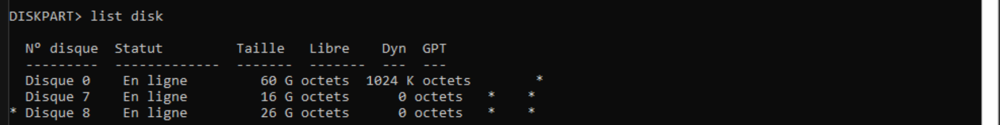 DISKPART> list disk
N° disque  Statut         Taille   Libre    Dyn  GPT
---------  -------------  -------  -------  ---  ---
Disque 0    En ligne         60 G octets  1024 K octets        *
Disque 7    En ligne         16 G octets      0 octets   *    *
* Disque 8    En ligne         26 G octets      0 octets   *    *